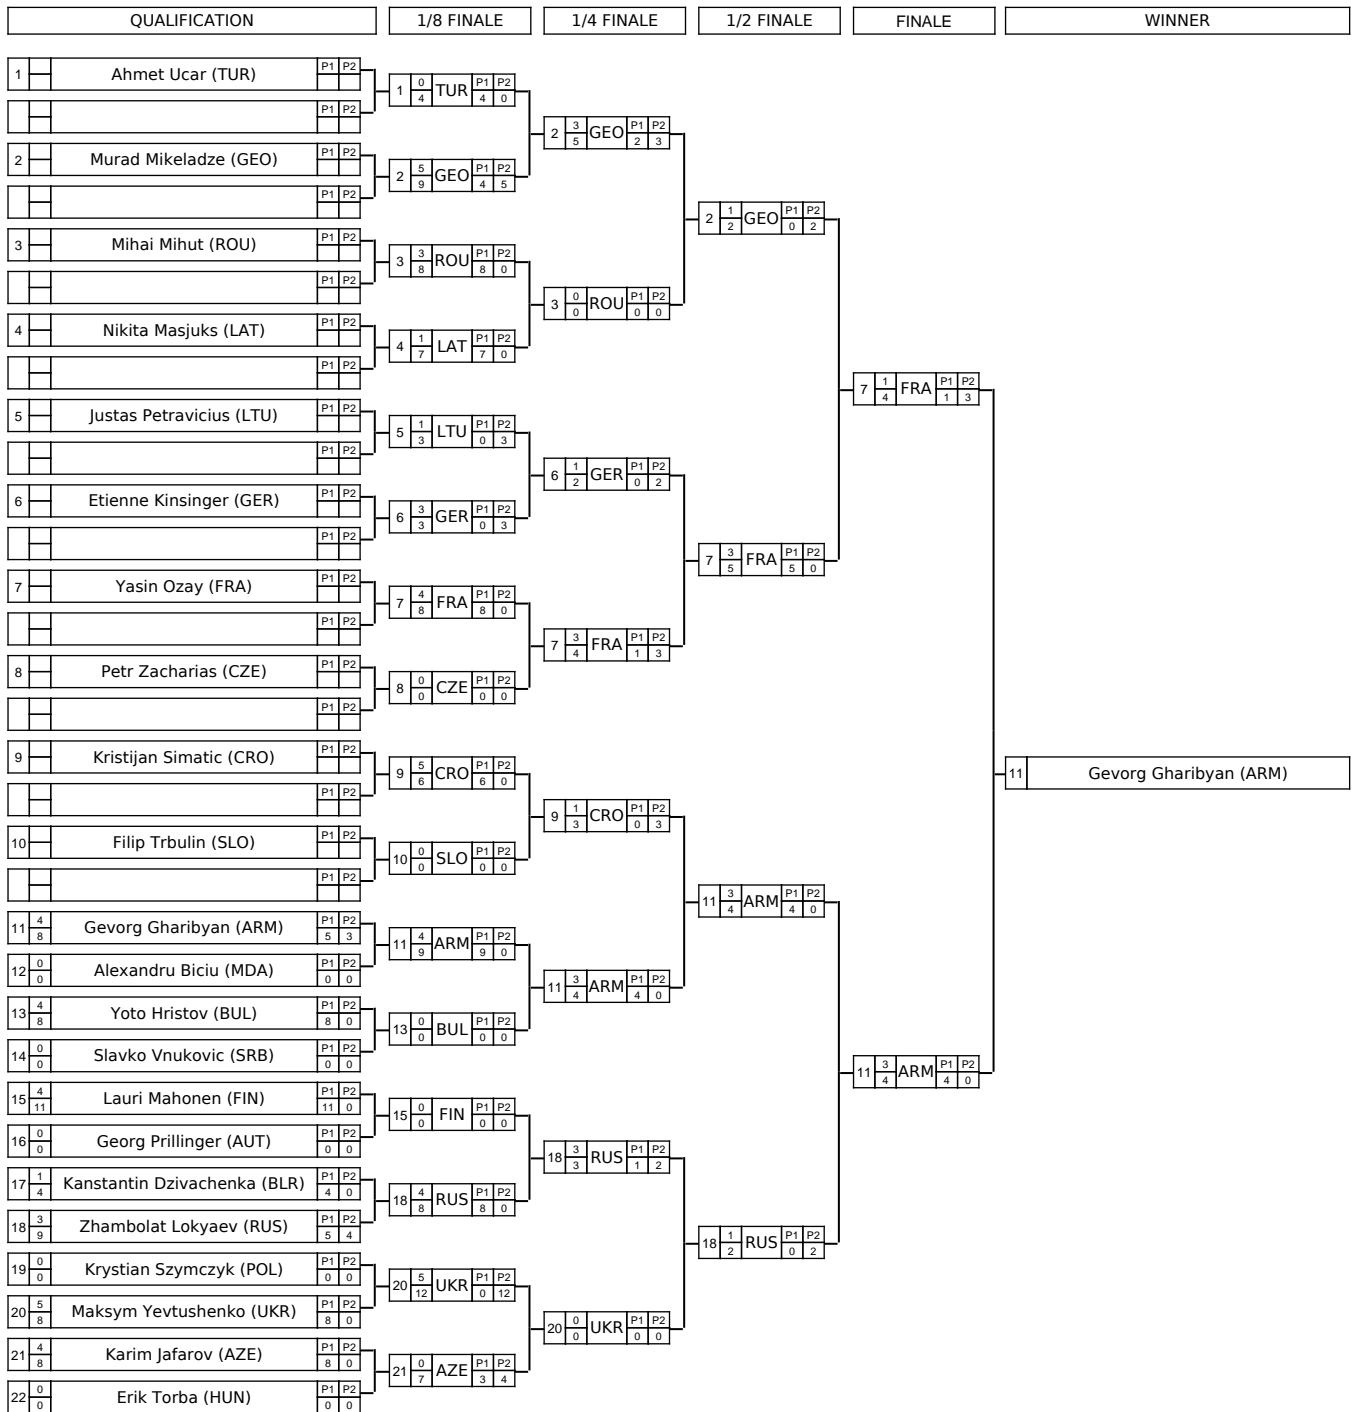 QUALIFICATION
1/8 FINALE
1/4 FINALE
1/2 FINALE
FINALE
WINNER
1 Ahmet Ucar (TUR) P1 P2
P1 P2
2 Murad Mikeladze (GEO) P1 P2
P1 P2
3 Mihai Mihut (ROU) P1 P2
P1 P2
4 Nikita Masjuks (LAT) P1 P2
P1 P2
5 Justas Petravicius (LTU) P1 P2
P1 P2
6 Etienne Kinsinger (GER) P1 P2
P1 P2
7 Yasin Ozay (FRA) P1 P2
P1 P2
8 Petr Zacharias (CZE) P1 P2
P1 P2
9 Kristijan Simatic (CRO) P1 P2
P1 P2
10 Filip Trbulin (SLO) P1 P2
P1 P2
11 4 Gevorg Gharibyan (ARM) P1 P2
8 5 3
12 0 Alexandru Biciu (MDA) P1 P2
0 0 0
13 4 Yoto Hristov (BUL) P1 P2
8 8 0
14 0 Slavko Vnukovic (SRB) P1 P2
0 0 0
15 4 Lauri Mahonen (FIN) P1 P2
11 11 0
16 0 Georg Prillinger (AUT) P1 P2
0 0 0
17 1 Kanstantin Dzivachenka (BLR) P1 P2
4 4 0
18 3 Zhambolat Lokyaev (RUS) P1 P2
9 5 4
19 0 Krystian Szymczyk (POL) P1 P2
0 0 0
20 5 Maksym Yevtushenko (UKR) P1 P2
8 8 0
21 4 Karim Jafarov (AZE) P1 P2
8 8 0
22 0 Erik Torba (HUN) P1 P2
0 0 0
1 0 TUR P1 P2
4 4 0
2 5 GEO P1 P2
9 4 5
3 3 ROU P1 P2
8 8 0
4 1 LAT P1 P2
7 7 0
5 1 LTU P1 P2
3 0 3
6 3 GER P1 P2
3 0 3
7 4 FRA P1 P2
8 8 0
8 0 CZE P1 P2
0 0 0
9 5 CRO P1 P2
6 6 0
10 0 SLO P1 P2
0 0 0
11 4 ARM P1 P2
9 9 0
13 0 BUL P1 P2
0 0 0
15 0 FIN P1 P2
0 0 0
18 4 RUS P1 P2
8 8 0
20 5 UKR P1 P2
12 0 12
21 0 AZE P1 P2
7 3 4
2 3 GEO P1 P2
5 2 3
3 0 ROU P1 P2
0 0 0
6 1 GER P1 P2
2 0 2
7 3 FRA P1 P2
4 1 3
9 1 CRO P1 P2
3 0 3
11 3 ARM P1 P2
4 4 0
18 3 RUS P1 P2
3 1 2
20 0 UKR P1 P2
0 0 0
2 1 GEO P1 P2
2 0 2
7 3 FRA P1 P2
5 5 0
11 3 ARM P1 P2
4 4 0
18 1 RUS P1 P2
2 0 2
7 1 FRA P1 P2
4 1 3
11 3 ARM P1 P2
4 4 0
11 Gevorg Gharibyan (ARM)